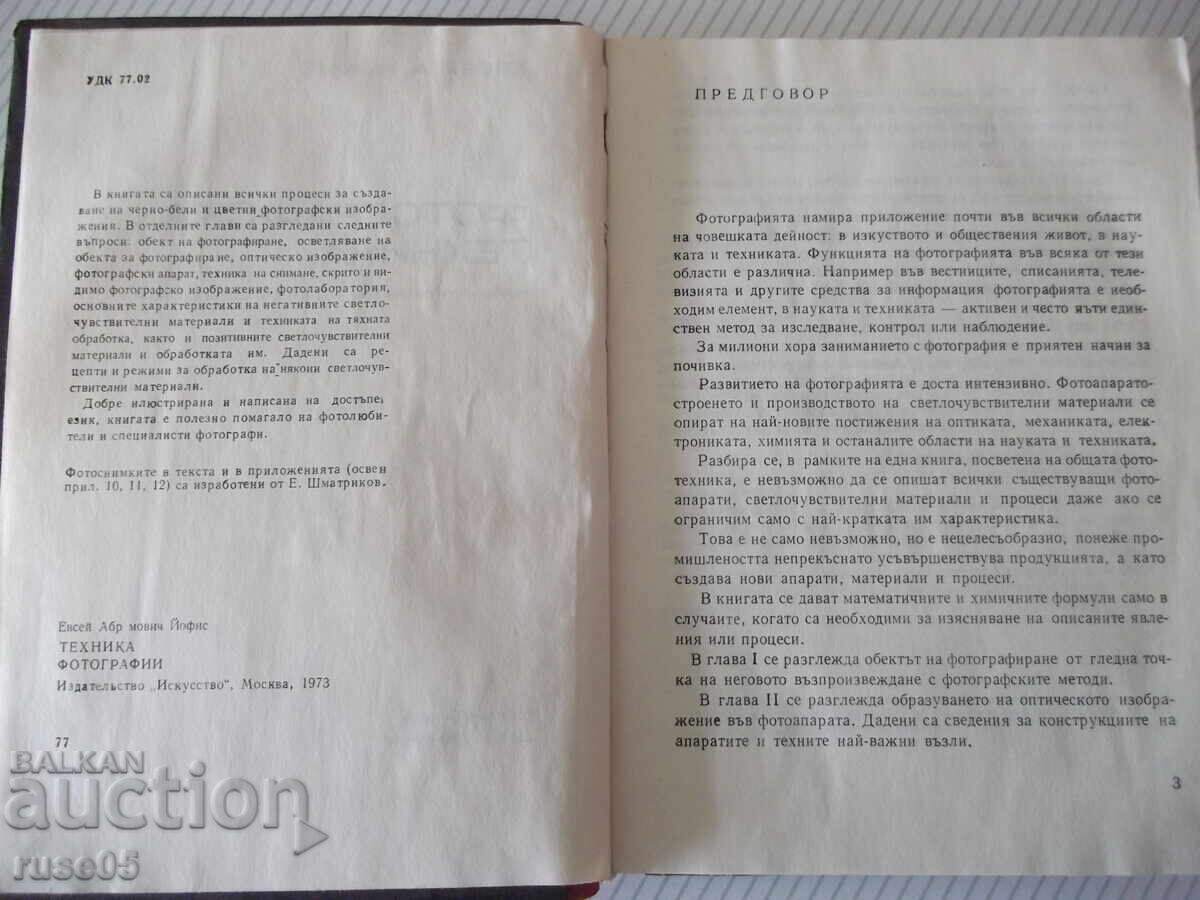 УДК 77.02
В книгата са описани всички процеси за създа-
ване на черно-бели и цветни фотографски изобра-
жения. В отделните глави са разгледани следните
въпроси: обект на фотографиране, осветляване на
обекта за фотографиране, оптическо изображение,
фотографски апарат, техника на снимане, скрито и ви-
димо фотографско изображение, фотолаборатория,
основните характеристики на негативните светло-
чувствителни материали и техниката на тяхната
обработка, както и позитивните светлочувствителни
материали и обработката им. Дадени са ре-
цепти и режими за обработка на някои светлочув-
ствителни материали.
Добре илюстрирана и написана на достъпе
език, книгата е полезно помагало на фотолюби-
тели и специалисти фотографи.
Фотоснимките в текста и в приложенията (освен
прил. 10, 11, 12) са изработени от Е. Шматриков.
Евсей Абр мович Йофис
ТЕХНИКА
ФОТОГРАФИИ
Издательство „Искусство“, Москва, 1973
77
ПРЕДГОВОР
Фотографията намира приложение почти във всички области
на човешката дейност: в изкуството и обществения живот, в нау-
ката и техниката. Функцията на фотографията във всяка от тези
области е различна. Например във вестниците, списанията, теле-
визията и другите средства за информация фотографията е необ-
ходим елемент, в науката и техниката — активен и често пъти един-
ствен метод за изследване, контрол или наблюдение.
За милиони хора заниманието с фотография е приятен начин за
почивка.
Развитието на фотографията е доста интензивно. Фотоапарато-
строенето и производството на светлочувствителни материали се
опират на най-новите постижения на оптиката, механиката, елек-
трониката, химията и останалите области на науката и техниката.
Разбира се, в рамките на една книга, посветена на общата фото-
техника, е невъзможно да се опишат всички съществуващи фото-
апарати, светлочувствителни материали и процеси даже ако се
ограничим само с най-кратката им характеристика.
Това е не само невъзможно, но е нецелесъобразно, понеже про-
мишлеността непрекъснато усъвършенствува продукцията, а като
създава нови апарати, материали и процеси.
В книгата се дават математичните и химичните формули само в
случаите, когато са необходими за изясняване на описаните явле-
ния или процеси.
В глава I се разглежда обектът на фотографиране от гледна точ-
ка на неговото възпроизвеждане с фотографските методи.
В глава II се разглежда образуването на оптическото изобра-
жение във фотоапарата. Дадени са сведения за конструкциите на
апаратите и техните най-важни възли.
3
BALKAN
auction
ruse05